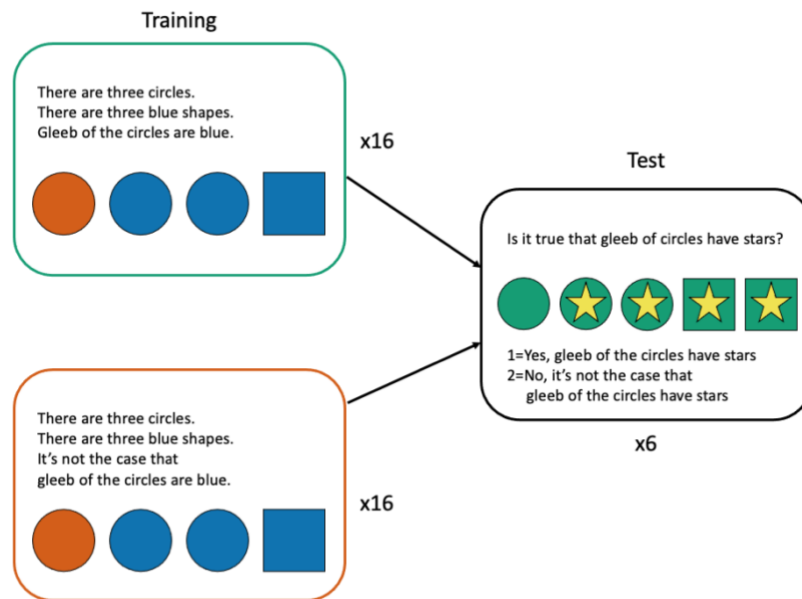 Training
There are three circles.
There are three blue shapes.
Gleeb of the circles are blue.
x16
There are three circles.
There are three blue shapes.
It's not the case that
gleeb of the circles are blue.
x16
Test
Is it true that gleeb of circles have stars?
1=Yes, gleeb of the circles have stars
2=No, it's not the case that
gleeb of the circles have stars
x6